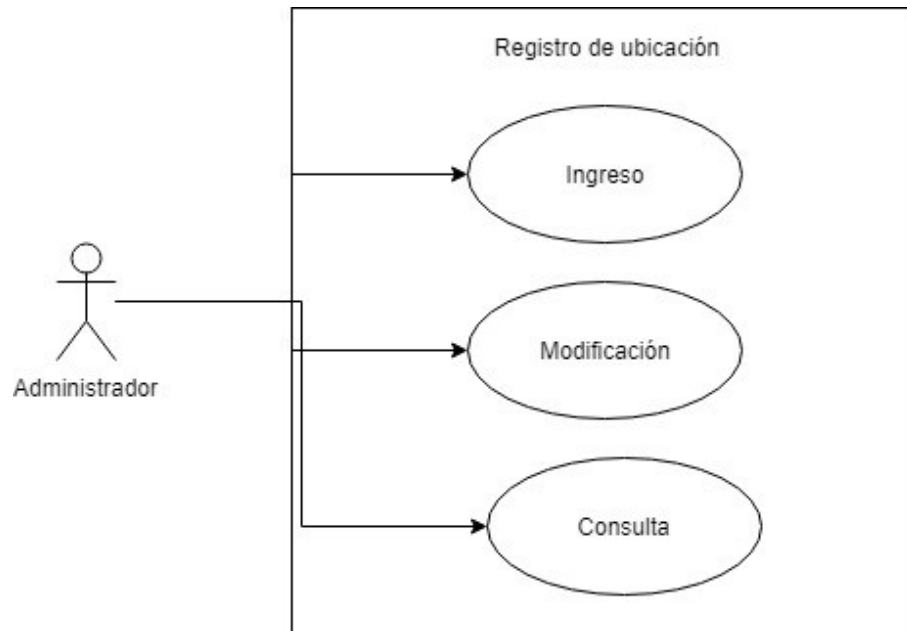 Registro de ubicación
Ingreso
Modificación
Administrador
Consulta